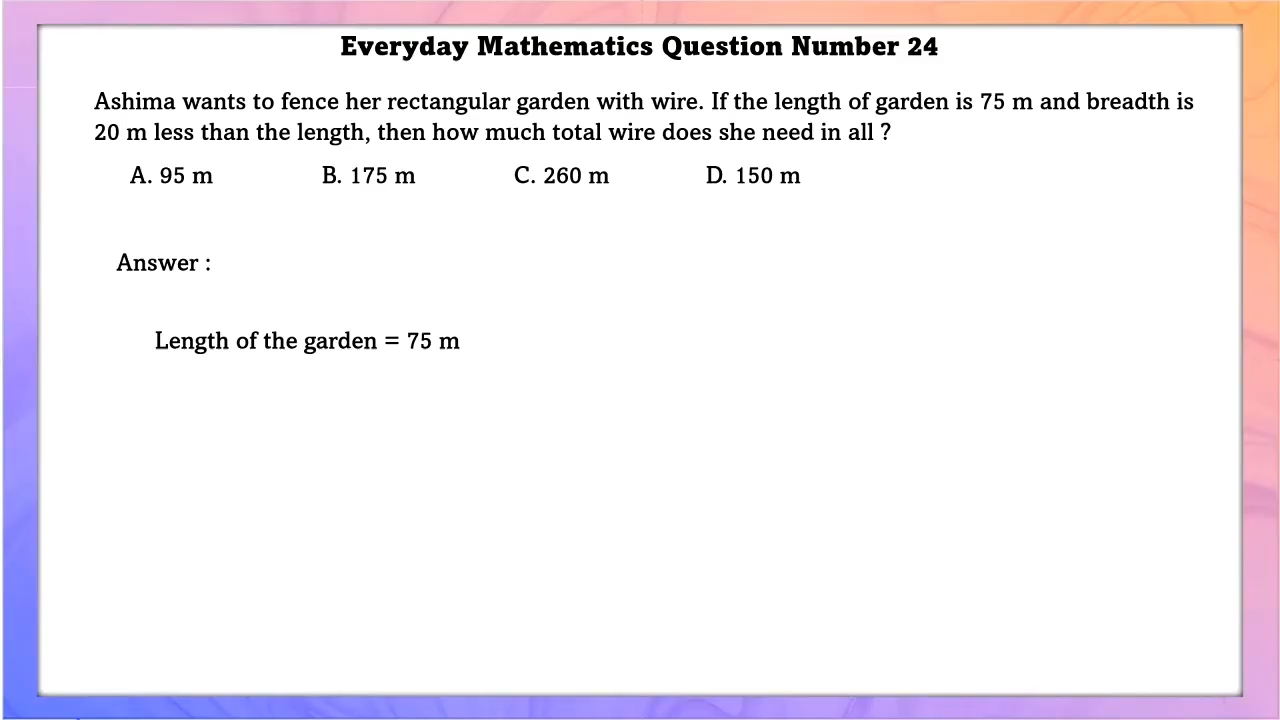 Everyday Mathematics Question Number 24
Ashima wants to fence her rectangular garden with wire. If the length of garden is 75 m and breadth is
20 m less than the length, then how much total wire does she need in all ?
A. 95 m B. 175 m C. 260 m D. 150 m
Answer :
Length of the garden = 75 m